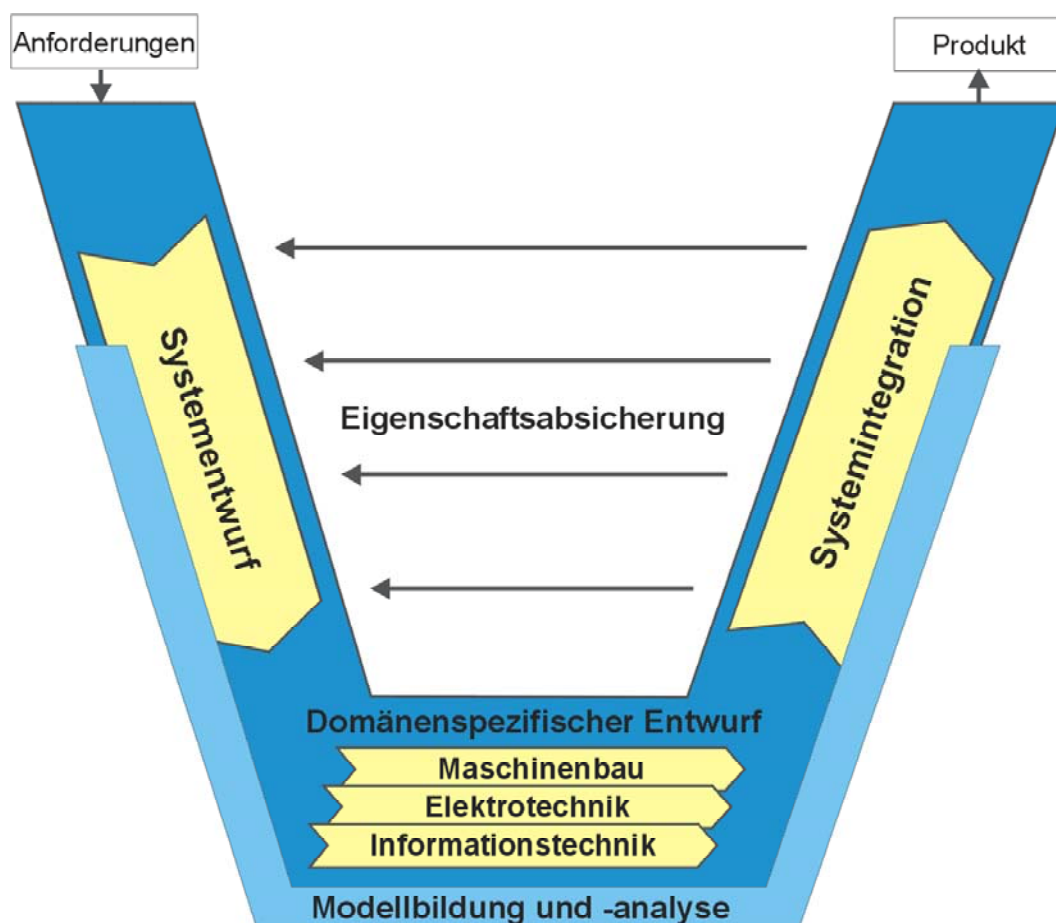 Anforderungen
Produkt
Systementwurf
Eigenschaftsabsicherung
Systemintegration
Domänenspezifischer Entwurf
Maschinenbau
Elektrotechnik
Informationstechnik
Modellbildung und -analyse